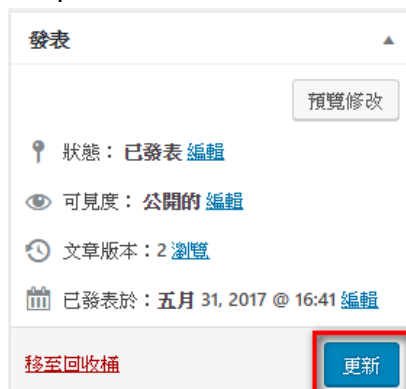 發表
預覽修改
狀態：已發表 編輯
可見度：公開的 編輯
文章版本：2 瀏覽
已發表於：五月 31, 2017 @ 16:41 編輯
移至回收桶
更新